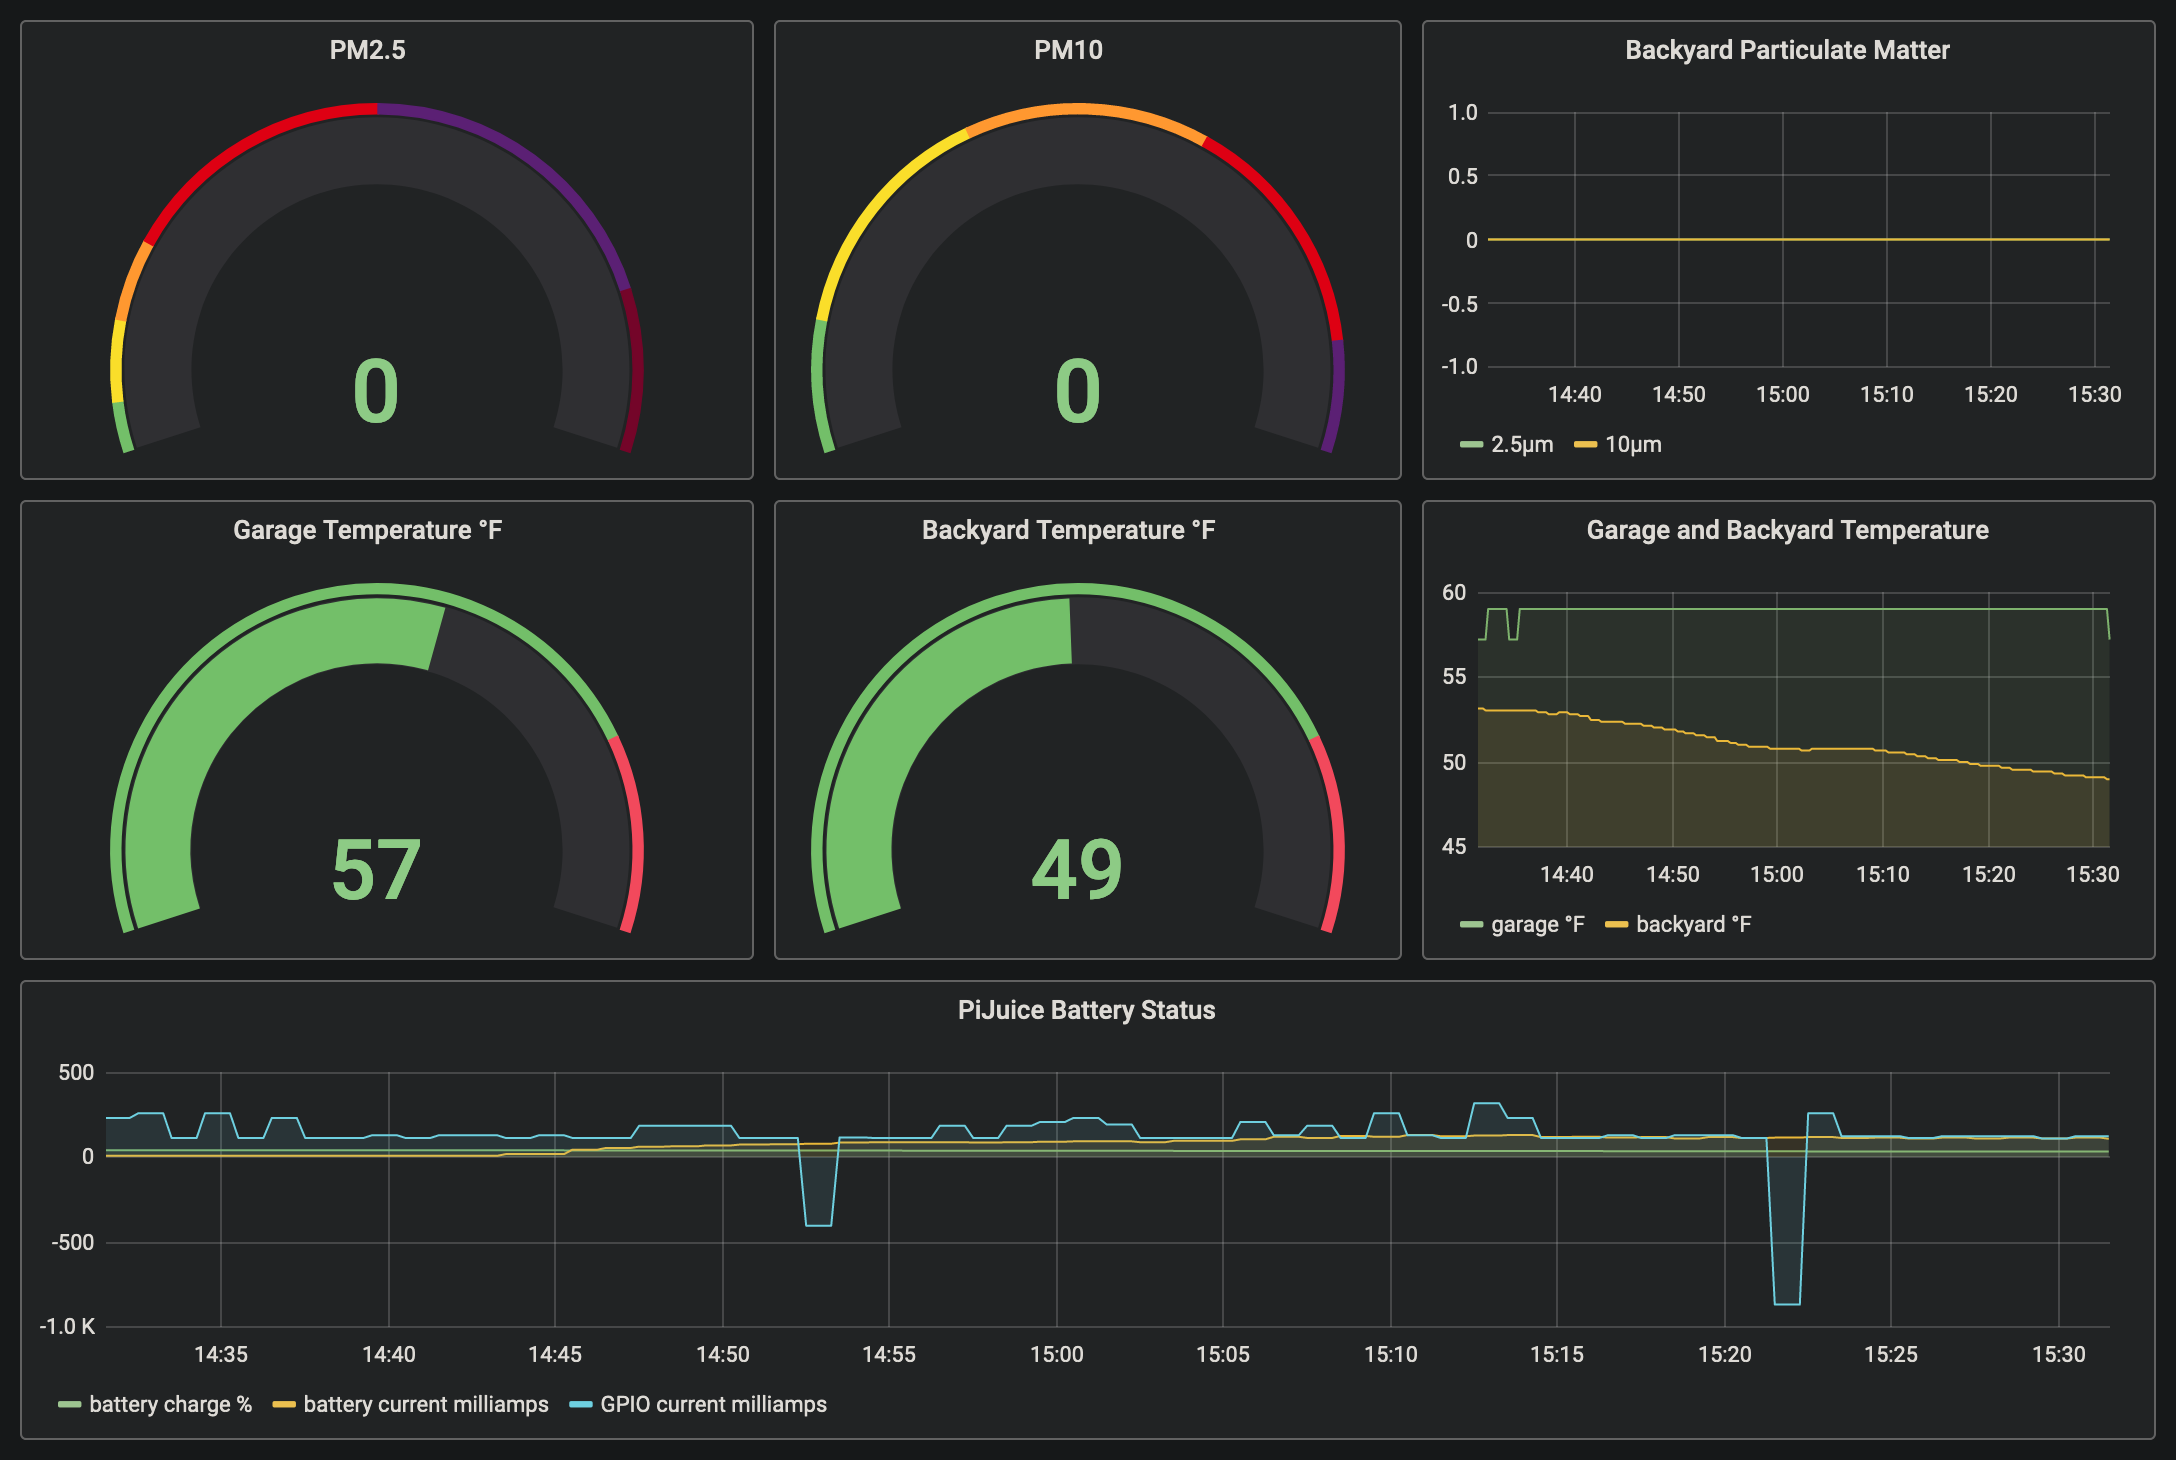 PM2.5
0
PM10
0
Backyard Particulate Matter
1.0
0.5
0
-0.5
-1.0
14:40 14:50 15:00 15:10 15:20 15:30
2.5µm 10µm
Garage Temperature °F
57
Backyard Temperature °F
49
Garage and Backyard Temperature
60
55
50
45
14:40 14:50 15:00 15:10 15:20 15:30
garage °F backyard °F
PiJuice Battery Status
500
0
-500
-1.0 K
14:35 14:40 14:45 14:50 14:55 15:00 15:05 15:10 15:15 15:20 15:25 15:30
battery charge % battery current milliamps GPIO current milliamps